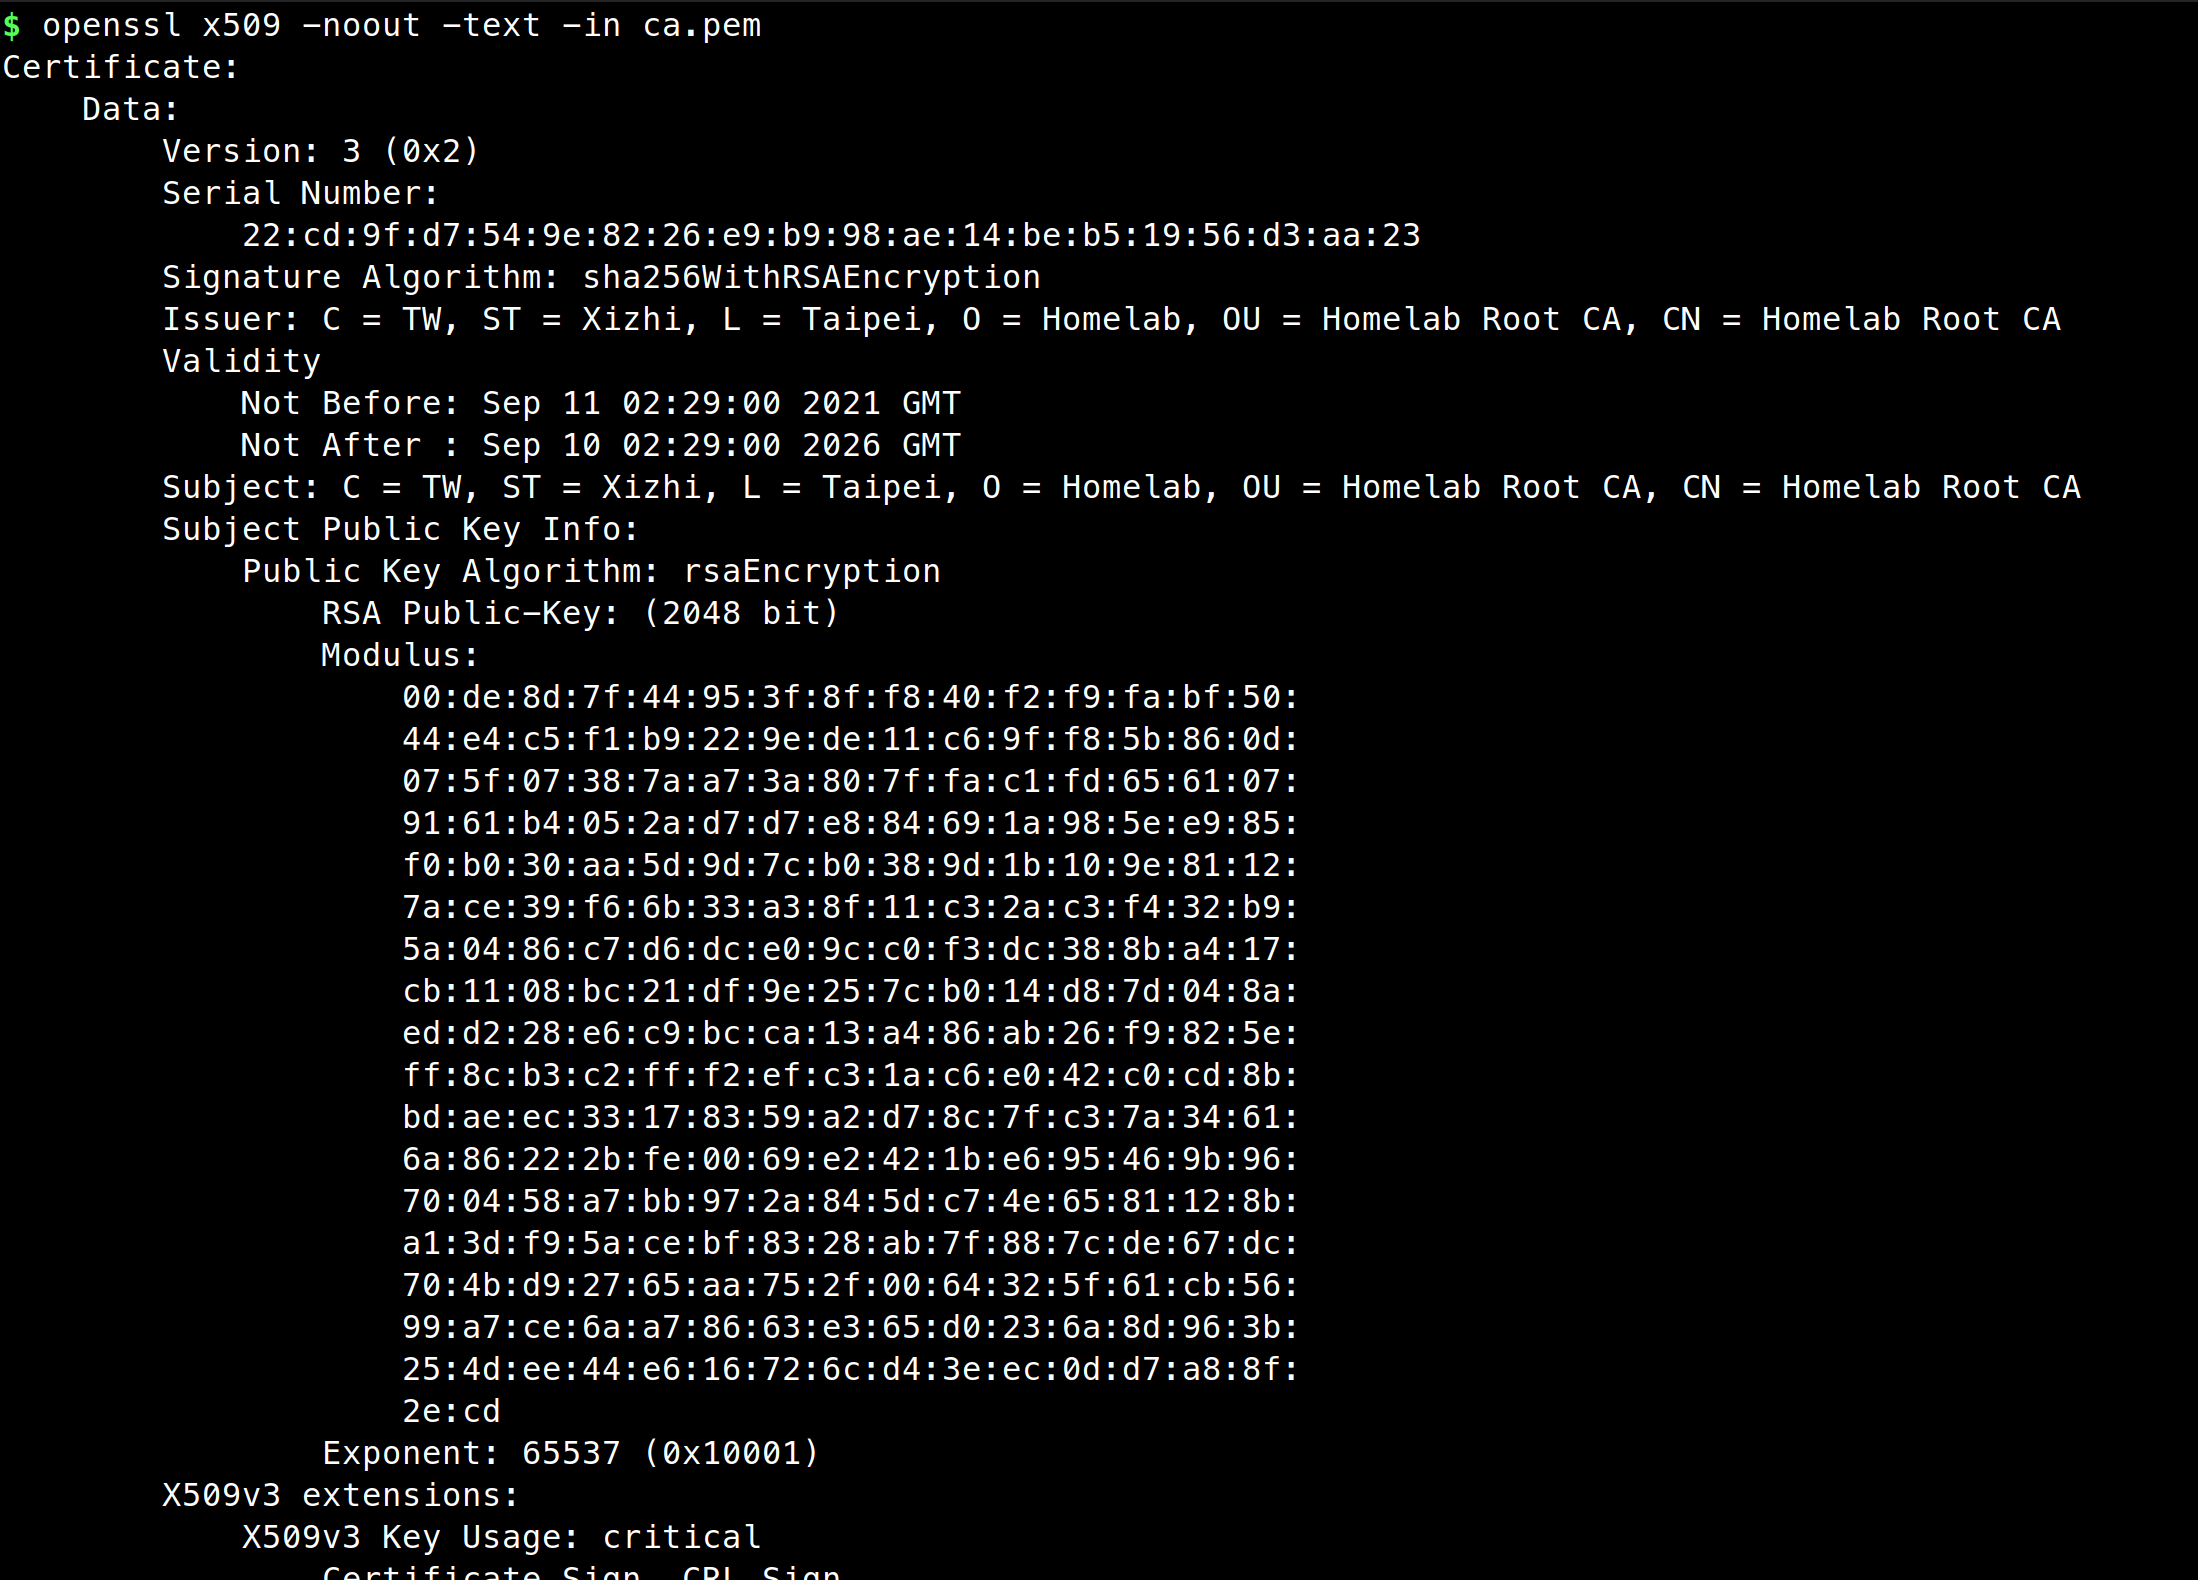 $ openssl x509 -noout -text -in ca.pem
Certificate:
    Data:
        Version: 3 (0x2)
        Serial Number:
            22:cd:9f:d7:54:9e:82:26:e9:b9:98:ae:14:be:b5:19:56:d3:aa:23
        Signature Algorithm: sha256WithRSAEncryption
        Issuer: C = TW, ST = Xizhi, L = Taipei, O = Homelab, OU = Homelab Root CA, CN = Homelab Root CA
        Validity
            Not Before: Sep 11 02:29:00 2021 GMT
            Not After : Sep 10 02:29:00 2026 GMT
        Subject: C = TW, ST = Xizhi, L = Taipei, O = Homelab, OU = Homelab Root CA, CN = Homelab Root CA
        Subject Public Key Info:
            Public Key Algorithm: rsaEncryption
                RSA Public-Key: (2048 bit)
                Modulus:
                    00:de:8d:7f:44:95:3f:8f:f8:40:f2:f9:fa:bf:50:
                    44:e4:c5:f1:b9:22:9e:de:11:c6:9f:f8:5b:86:0d:
                    07:5f:07:38:7a:a7:3a:80:7f:fa:c1:fd:65:61:07:
                    91:61:b4:05:2a:d7:d7:e8:84:69:1a:98:5e:e9:85:
                    f0:b0:30:aa:5d:9d:7c:b0:38:9d:1b:10:9e:81:12:
                    7a:ce:39:f6:6b:33:a3:8f:11:c3:2a:c3:f4:32:b9:
                    5a:04:86:c7:d6:dc:e0:9c:c0:f3:dc:38:8b:a4:17:
                    cb:11:08:bc:21:df:9e:25:7c:b0:14:d8:7d:04:8a:
                    ed:d2:28:e6:c9:bc:ca:13:a4:86:ab:26:f9:82:5e:
                    ff:8c:b3:c2:ff:f2:ef:c3:1a:c6:e0:42:c0:cd:8b:
                    bd:ae:ec:33:17:83:59:a2:d7:8c:7f:c3:7a:34:61:
                    6a:86:22:2b:fe:00:69:e2:42:1b:e6:95:46:9b:96:
                    70:04:58:a7:bb:97:2a:84:5d:c7:4e:65:81:12:8b:
                    a1:3d:f9:5a:ce:bf:83:28:ab:7f:88:7c:de:67:dc:
                    70:4b:d9:27:65:aa:75:2f:00:64:32:5f:61:cb:56:
                    99:a7:ce:6a:a7:86:63:e3:65:d0:23:6a:8d:96:3b:
                    25:4d:ee:44:e6:16:72:6c:d4:3e:ec:0d:d7:a8:8f:
                    2e:cd
                Exponent: 65537 (0x10001)
        X509v3 extensions:
            X509v3 Key Usage: critical
                Certificate Sign, CRL Sign